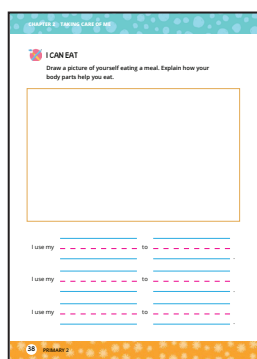 CHAPTER 2 : TAKING CARE OF ME
I CAN EAT
Draw a picture of yourself eating a meal. Explain how your
body parts help you eat.
I use my to .
I use my to .
I use my to .
38 PRIMARY 2